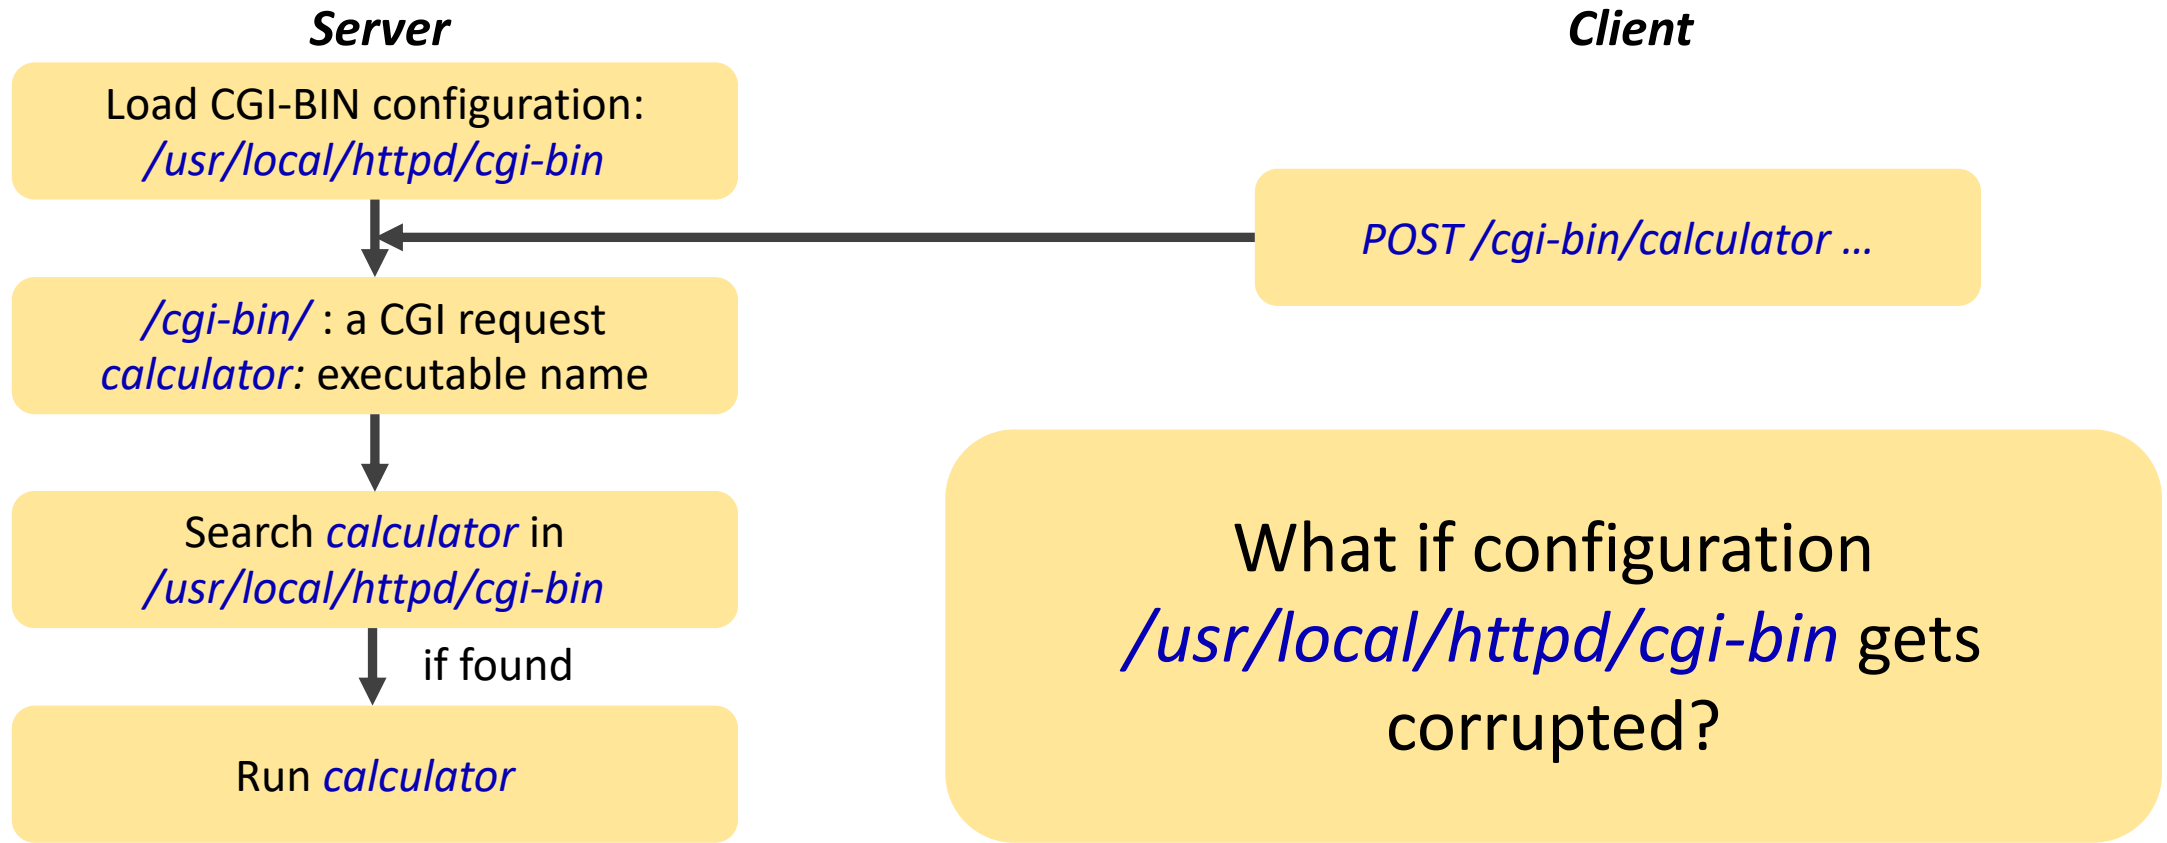 Server
Client
Load CGI-BIN configuration:
/usr/local/httpd/cgi-bin
POST /cgi-bin/calculator ...
/cgi-bin/ : a CGI request
calculator: executable name
Search calculator in
/usr/local/httpd/cgi-bin
if found
Run calculator
What if configuration
/usr/local/httpd/cgi-bin gets
corrupted?